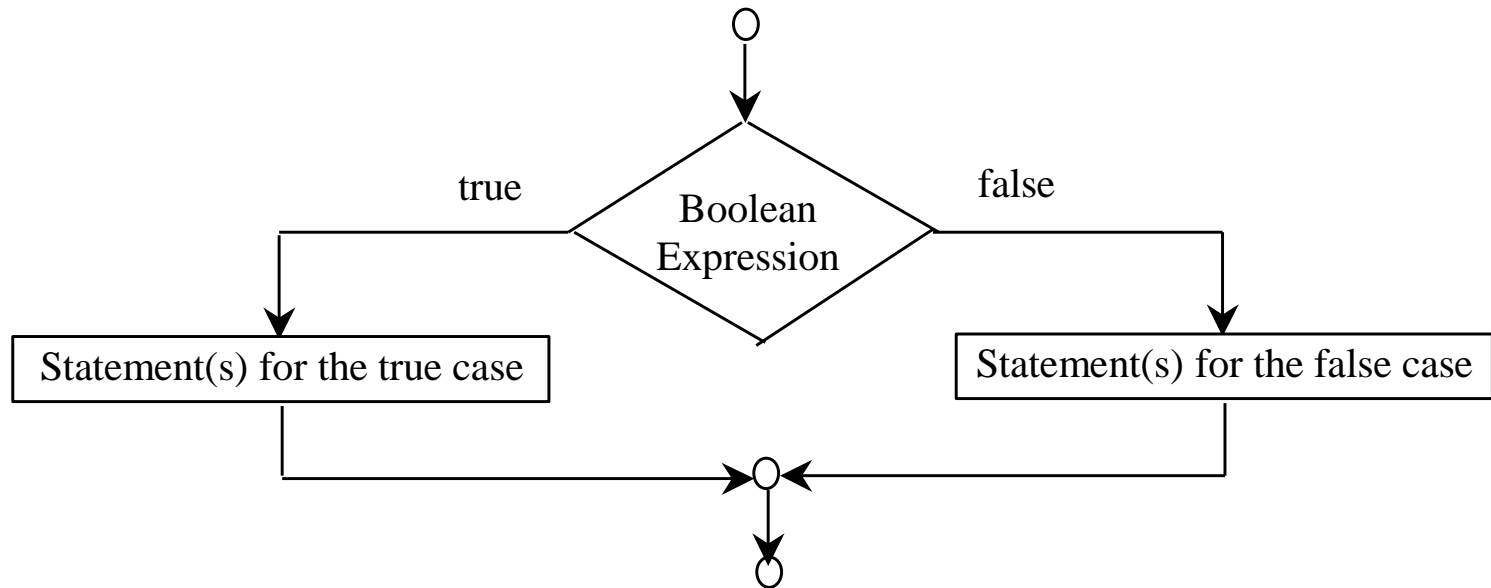 true
false
Boolean
Expression
Statement(s) for the true case
Statement(s) for the false case